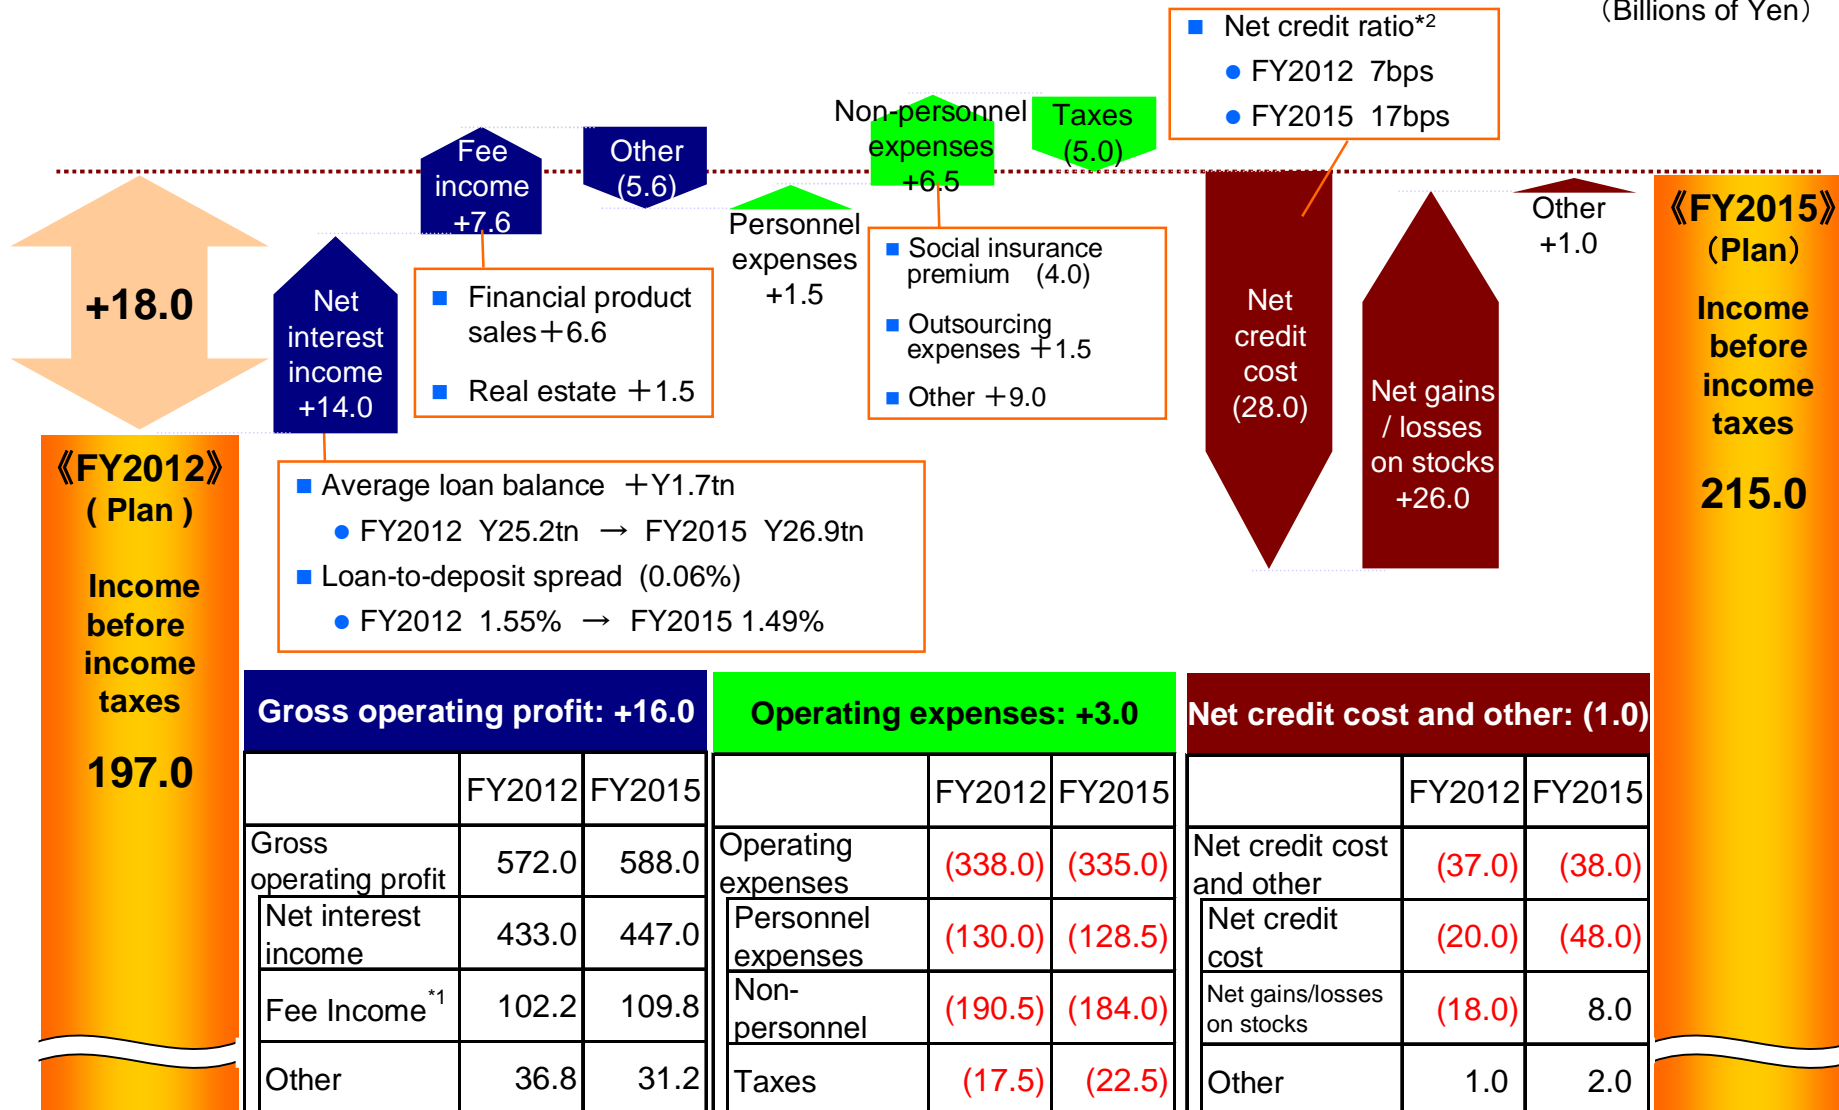 （Billions of Yen）
■ Net credit ratio*2
● FY2012 7bps
● FY2015 17bps
Fee
income
+7.6
Other
(5.6)
Non-personnel
expenses
+6.5
Taxes
(5.0)
Personnel
expenses
+1.5
Other
+1.0
+18.0
Net
interest
income
+14.0
■ Financial product
sales＋6.6
■ Real estate ＋1.5
■ Social insurance
premium (4.0)
■ Outsourcing
expenses ＋1.5
■ Other ＋9.0
Net
credit
cost
(28.0)
Net gains
/ losses
on stocks
+26.0
《FY2015》
（Plan）
Income
before
income
taxes
215.0
《FY2012》
( Plan )
Income
before
income
taxes
197.0
■ Average loan balance ＋Y1.7tn
● FY2012 Y25.2tn → FY2015 Y26.9tn
■ Loan-to-deposit spread (0.06%)
● FY2012 1.55% → FY2015 1.49%
Gross operating profit: +16.0
FY2012 FY2015
Gross
operating profit 572.0 588.0
Net interest
income 433.0 447.0
Fee Income*1 102.2 109.8
Other 36.8 31.2
Operating expenses: +3.0
FY2012 FY2015
Operating
expenses (338.0) (335.0)
Personnel
expenses (130.0) (128.5)
Non-
personnel (190.5) (184.0)
Taxes (17.5) (22.5)
Net credit cost and other: (1.0)
FY2012 FY2015
Net credit cost
and other (37.0) (38.0)
Net credit
cost (20.0) (48.0)
Net gains/losses
on stocks (18.0) 8.0
Other 1.0 2.0